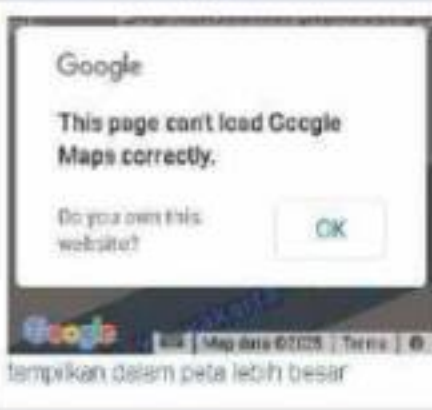 Google
This page can't load Google
Maps correctly.
Do you own this
website?
OK
Google
Map data ©2025
Terms
tampilkan dalam peta lebih besar